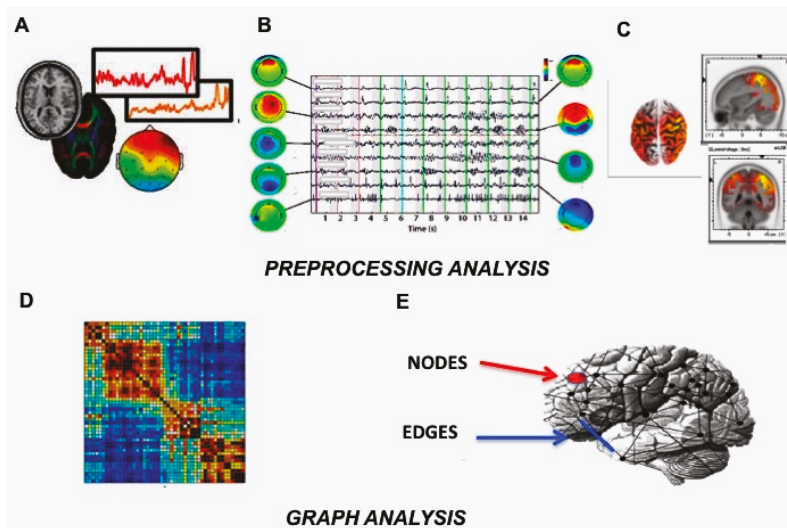 A
B
C
1 2 3 4 5 6 7 8 9 10 11 12 13 14
Time (s)
PREPROCESSING ANALYSIS
D
E
NODES
EDGES
GRAPH ANALYSIS